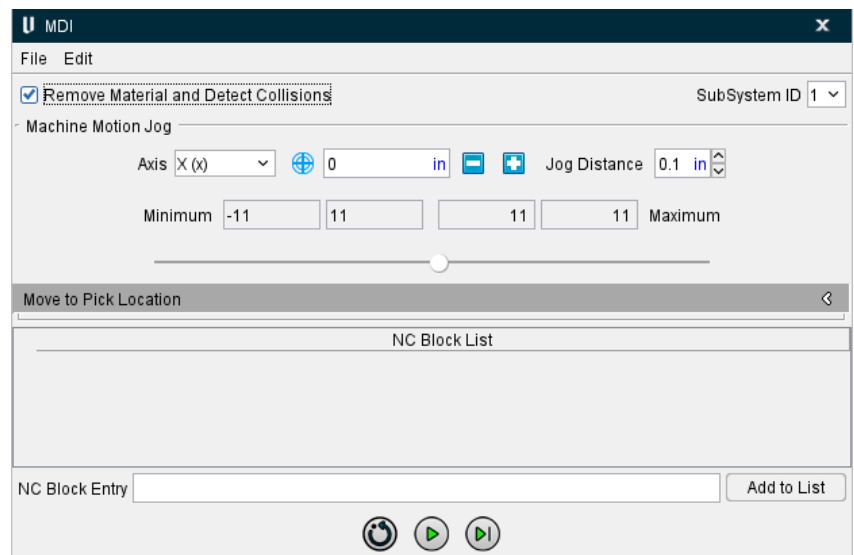 MDI
File Edit
Remove Material and Detect Collisions SubSystem ID 1
Machine Motion Jog
Axis X (x) 0 in Jog Distance 0.1 in
Minimum -11 11 11 11 Maximum
Move to Pick Location
NC Block List
NC Block Entry Add to List